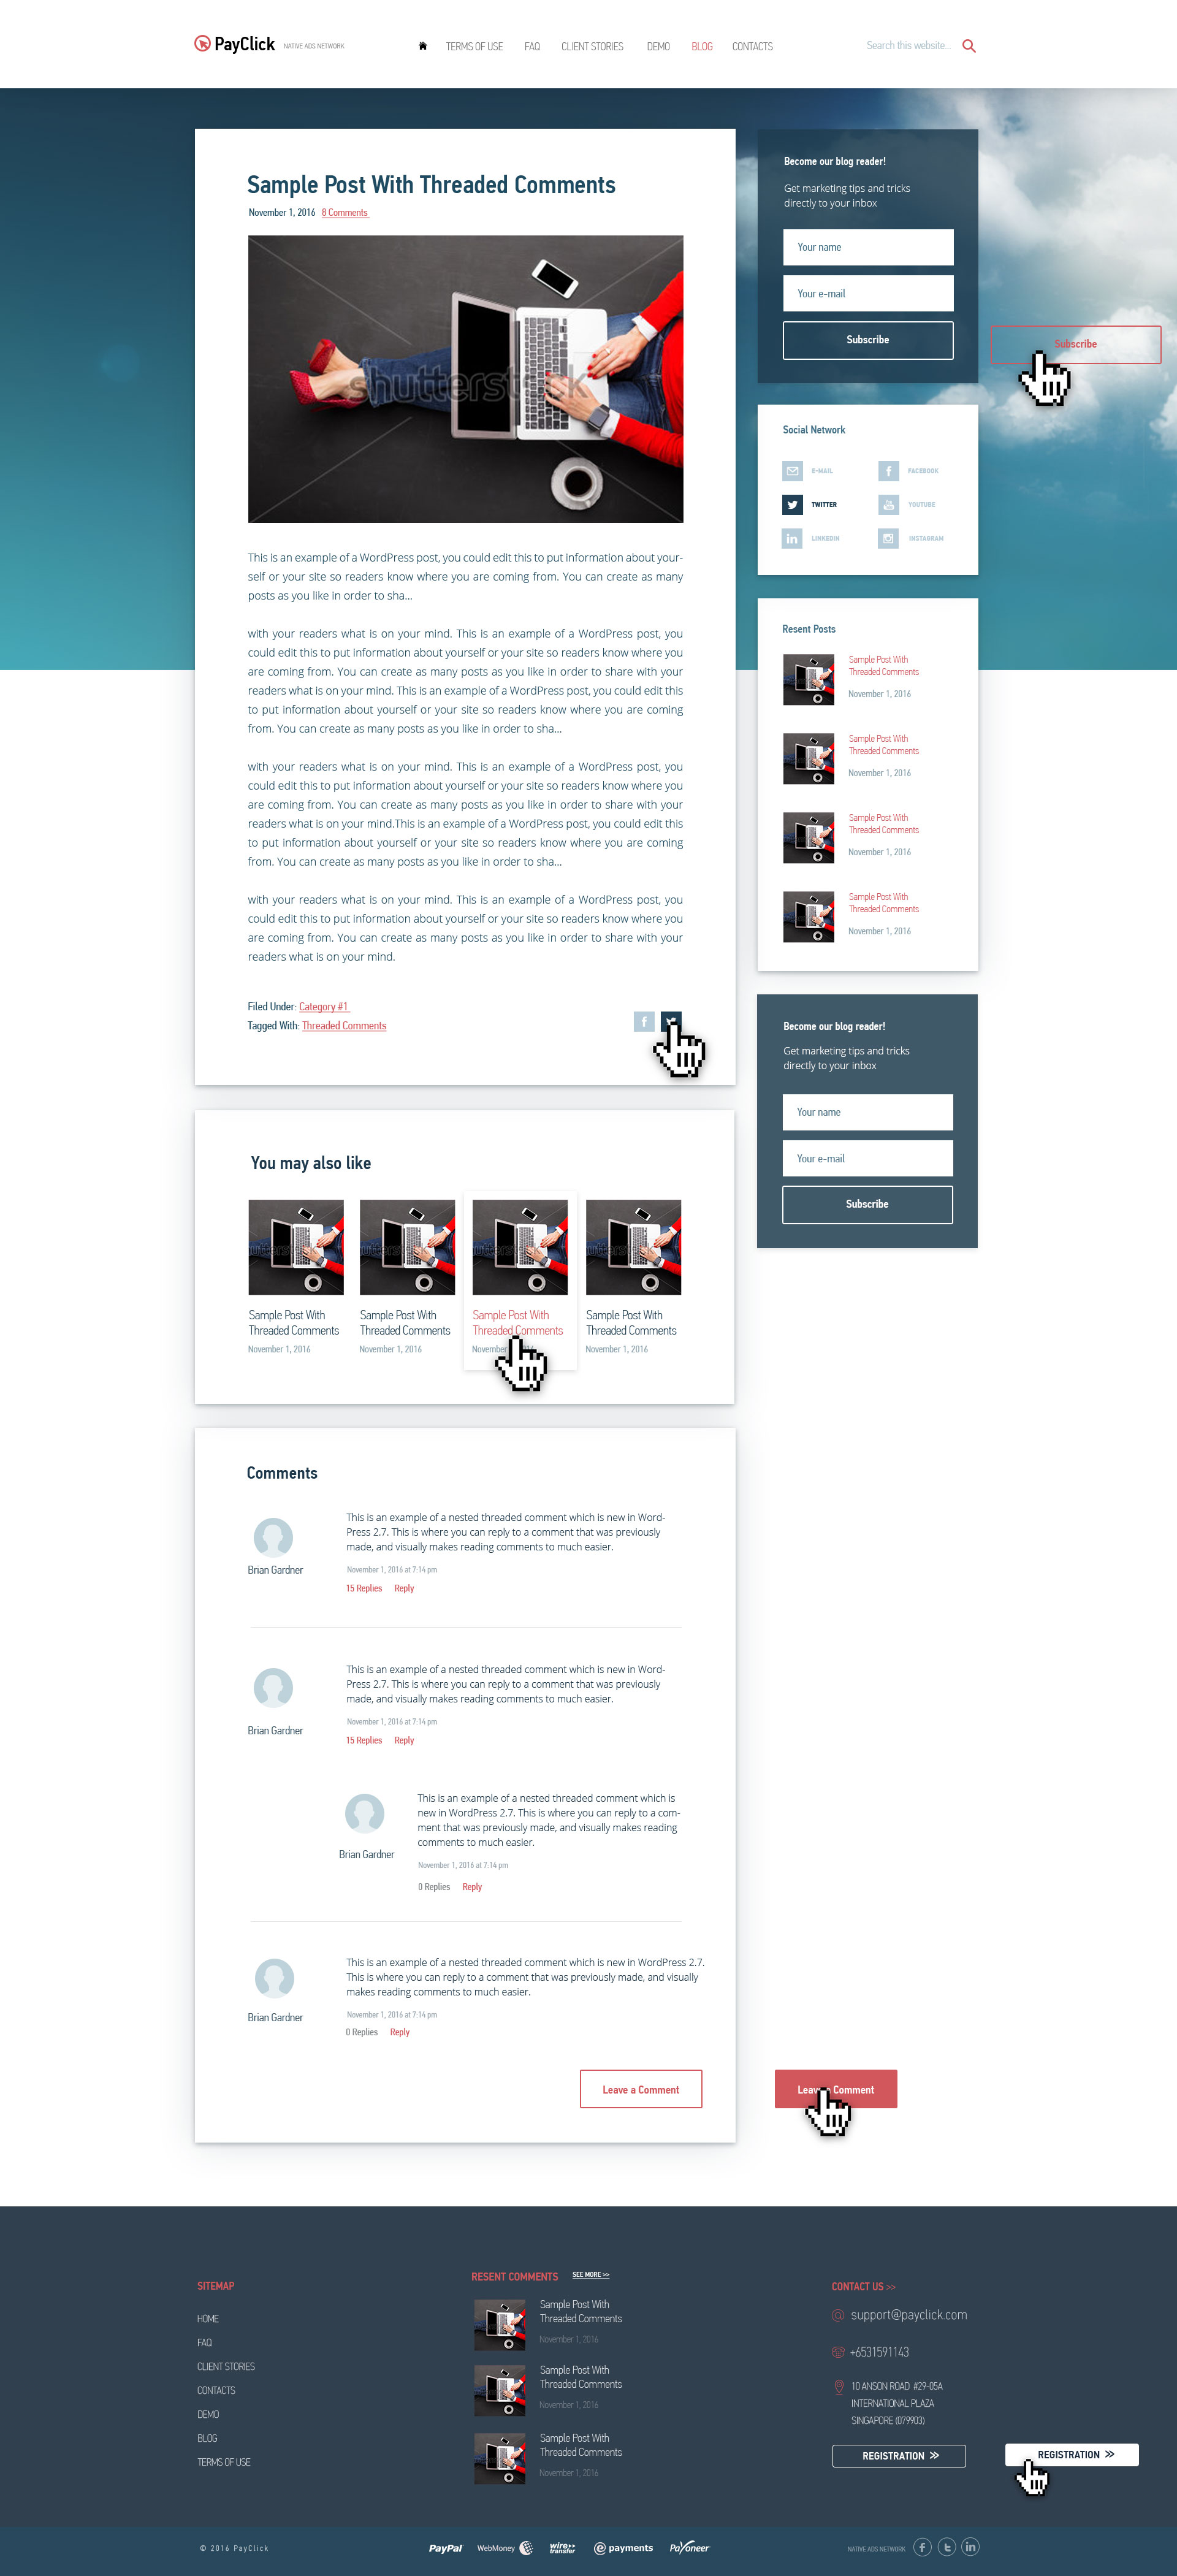 PayClick NATIVE ADS NETWORK
TERMS OF USE FAQ CLIENT STORIES DEMO BLOG CONTACTS
Search this website...
Sample Post With Threaded Comments
November 1, 2016 8 Comments
shutterstock
This is an example of a WordPress post, you could edit this to put information about your-
self or your site so readers know where you are coming from. You can create as many
posts as you like in order to sha...
with your readers what is on your mind. This is an example of a WordPress post, you
could edit this to put information about yourself or your site so readers know where you
are coming from. You can create as many posts as you like in order to share with your
readers what is on your mind. This is an example of a WordPress post, you could edit this
to put information about yourself or your site so readers know where you are coming
from. You can create as many posts as you like in order to sha...
with your readers what is on your mind. This is an example of a WordPress post, you
could edit this to put information about yourself or your site so readers know where you
are coming from. You can create as many posts as you like in order to share with your
readers what is on your mind.This is an example of a WordPress post, you could edit this
to put information about yourself or your site so readers know where you are coming
from. You can create as many posts as you like in order to sha...
with your readers what is on your mind. This is an example of a WordPress post, you
could edit this to put information about yourself or your site so readers know where you
are coming from. You can create as many posts as you like in order to share with your
readers what is on your mind.
Filed Under: Category #1
Tagged With: Threaded Comments
Become our blog reader!
Get marketing tips and tricks
directly to your inbox
Your name
Your e-mail
Subscribe
Subscribe
Social Network
E-MAIL FACEBOOK
TWITTER YOUTUBE
LINKEDIN INSTAGRAM
Resent Posts
Sample Post With
Threaded Comments
November 1, 2016
Sample Post With
Threaded Comments
November 1, 2016
Sample Post With
Threaded Comments
November 1, 2016
Sample Post With
Threaded Comments
November 1, 2016
Become our blog reader!
Get marketing tips and tricks
directly to your inbox
Your name
Your e-mail
Subscribe
You may also like
Sample Post With
Threaded Comments
November 1, 2016
Sample Post With
Threaded Comments
November 1, 2016
Sample Post With
Threaded Comments
November
Sample Post With
Threaded Comments
November 1, 2016
Comments
Brian Gardner
This is an example of a nested threaded comment which is new in Word-
Press 2.7. This is where you can reply to a comment that was previously
made, and visually makes reading comments to much easier.
November 1, 2016 at 7:14 pm
15 Replies Reply
Brian Gardner
This is an example of a nested threaded comment which is new in Word-
Press 2.7. This is where you can reply to a comment that was previously
made, and visually makes reading comments to much easier.
November 1, 2016 at 7:14 pm
15 Replies Reply
Brian Gardner
This is an example of a nested threaded comment which is
new in WordPress 2.7. This is where you can reply to a com-
ment that was previously made, and visually makes reading
comments to much easier.
November 1, 2016 at 7:14 pm
0 Replies Reply
Brian Gardner
This is an example of a nested threaded comment which is new in WordPress 2.7.
This is where you can reply to a comment that was previously made, and visually
makes reading comments to much easier.
November 1, 2016 at 7:14 pm
0 Replies Reply
Leave a Comment
Leave a Comment
SITEMAP
HOME
FAQ
CLIENT STORIES
CONTACTS
DEMO
BLOG
TERMS OF USE
RESENT COMMENTS SEE MORE >>
Sample Post With
Threaded Comments
November 1, 2016
Sample Post With
Threaded Comments
November 1, 2016
Sample Post With
Threaded Comments
November 1, 2016
CONTACT US >>
support@payclick.com
+6531591143
10 ANSON ROAD #29-05A
INTERNATIONAL PLAZA
SINGAPORE (079903)
REGISTRATION >>
REGISTRATION >>
© 2016 PayClick
PayPal WebMoney wire transfer e payments Payoneer
NATIVE ADS NETWORK